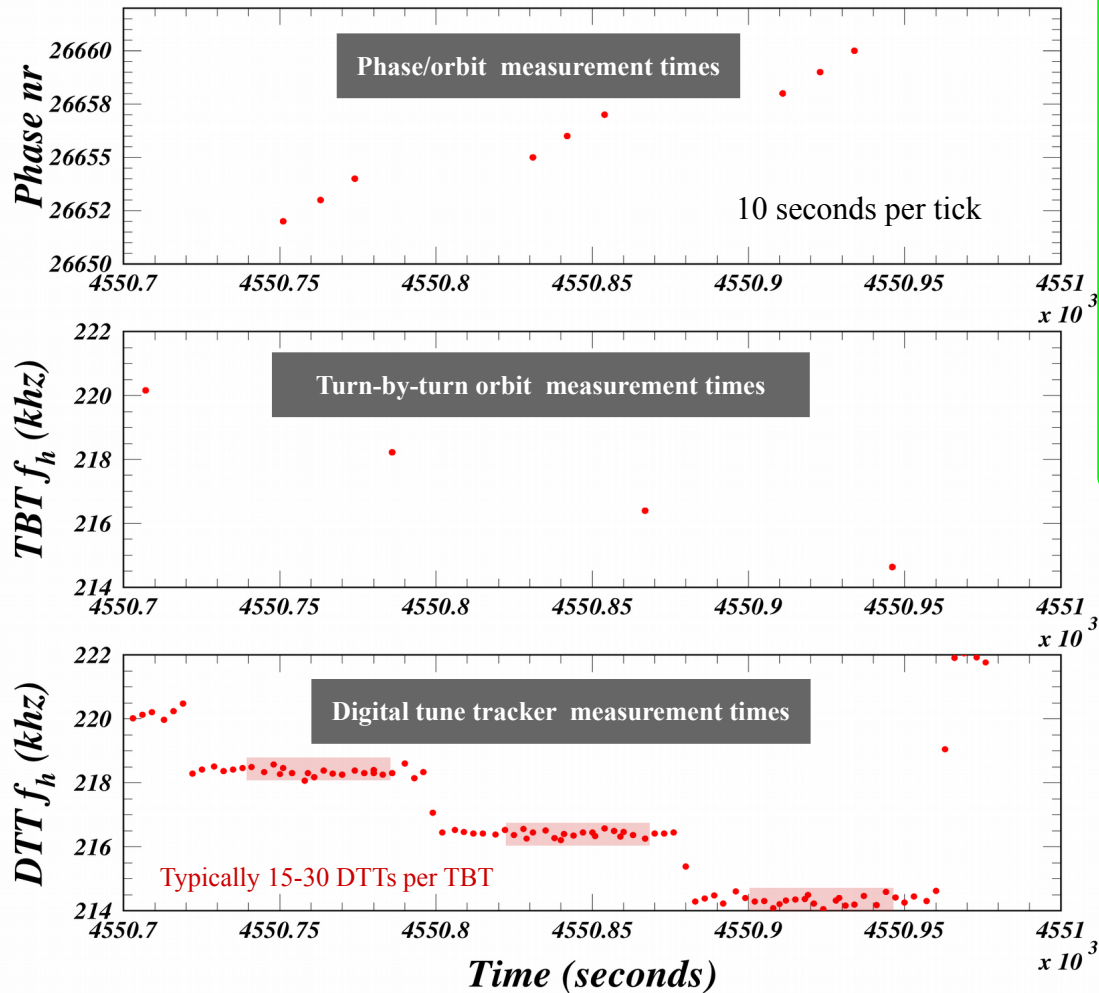 Phase nr
26660
26658
26655
26652
26650
Phase/orbit measurement times
10 seconds per tick
4550.7 4550.75 4550.8 4550.85 4550.9 4550.95 4551
x 10 3
TBT fh (khz)
222
220
218
216
214
Turn-by-turn orbit measurement times
4550.7 4550.75 4550.8 4550.85 4550.9 4550.95 4551
x 10 3
DTT fh (khz)
222
220
218
216
214
Digital tune tracker measurement times
Typically 15-30 DTTs per TBT
4550.7 4550.75 4550.8 4550.85 4550.9 4550.95 4551
x 10 3
Time (seconds)